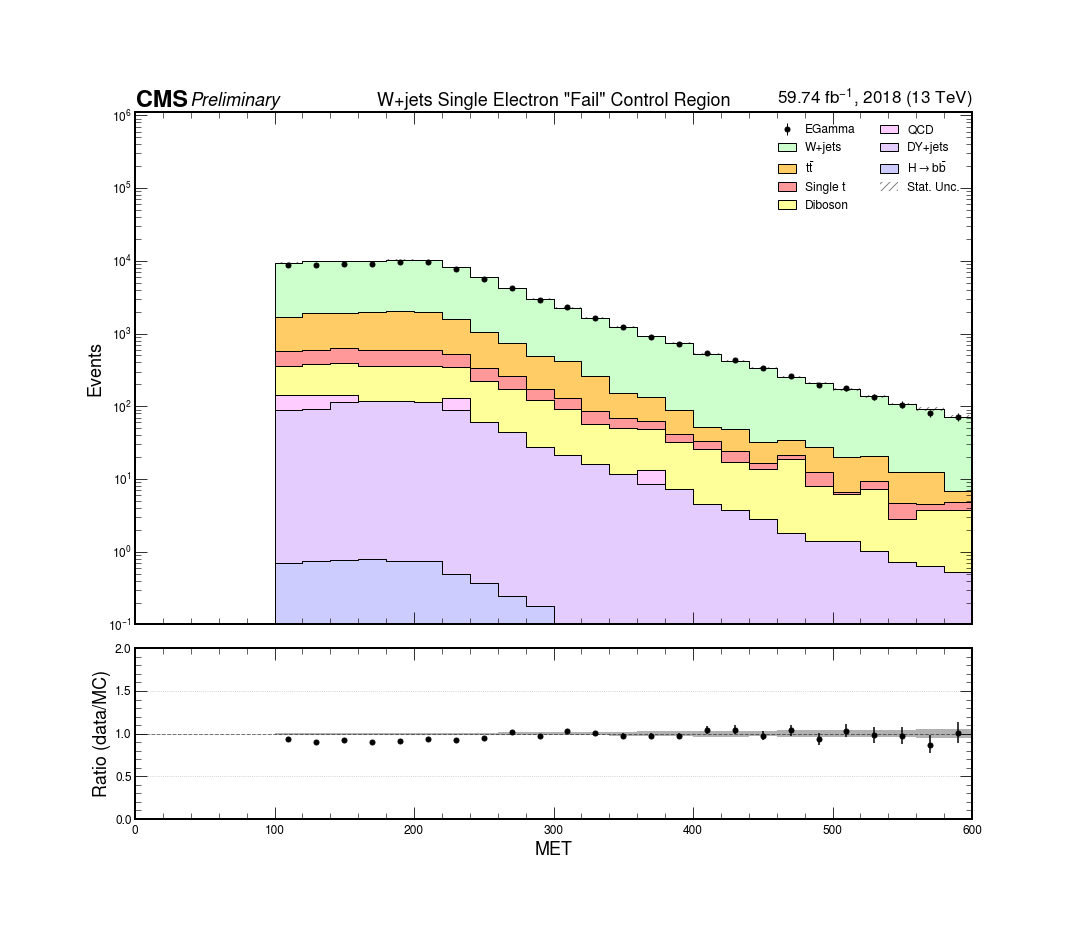 CMS Preliminary W+jets Single Electron "Fail" Control Region 59.74 fb⁻¹, 2018 (13 TeV)
EGamma QCD
W+jets DY+jets
tt̄ H→bb̄
Single t Stat. Unc.
Diboson
Events
10⁶
10⁵
10⁴
10³
10²
10¹
10⁰
10⁻¹
Ratio (data/MC)
2.0
1.5
1.0
0.5
0.0
0 100 200 300 400 500 600
MET